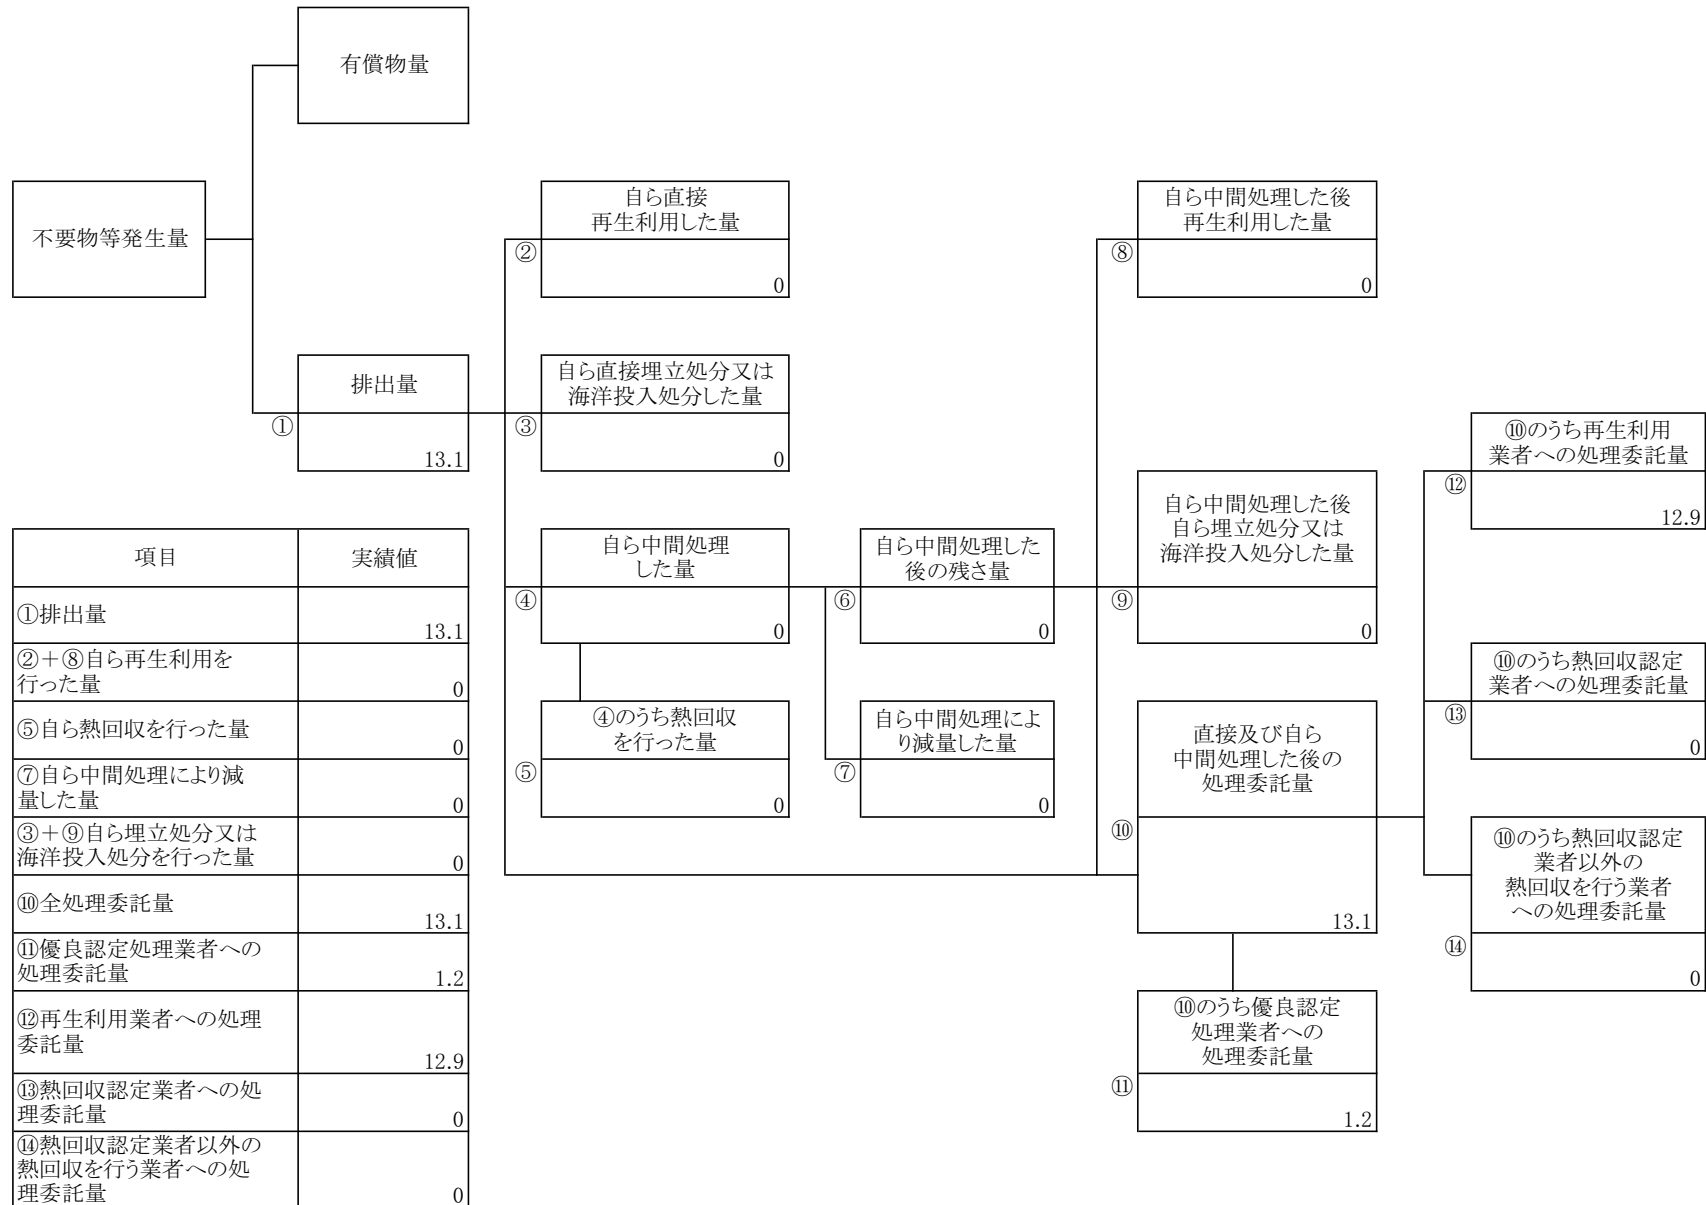 有償物量
不要物等発生量
自ら直接
再生利用した量
②
0
自ら中間処理した後
再生利用した量
⑧
0
排出量
①
13.1
自ら直接埋立処分又は
海洋投入処分した量
③
0
⑩のうち再生利用
業者への処理委託量
⑫
12.9
自ら中間処理
した量
④
0
自ら中間処理した
後の残さ量
⑥
0
自ら中間処理した後
自ら埋立処分又は
海洋投入処分した量
⑨
0
⑩のうち熱回収認定
業者への処理委託量
⑬
0
④のうち熱回収
を行った量
⑤
0
自ら中間処理によ
り減量した量
⑦
0
直接及び自ら
中間処理した後の
処理委託量
⑩
13.1
⑩のうち熱回収認定
業者以外の
熱回収を行う業者
への処理委託量
⑭
0
⑩のうち優良認定
処理業者への
処理委託量
⑪
1.2
項目 実績値
①排出量
13.1
②＋⑧自ら再生利用を
行った量 0
⑤自ら熱回収を行った量
0
⑦自ら中間処理により減
量した量 0
③＋⑨自ら埋立処分又は
海洋投入処分を行った量 0
⑩全処理委託量
13.1
⑪優良認定処理業者への
処理委託量 1.2
⑫再生利用業者への処理
委託量
12.9
⑬熱回収認定業者への処
理委託量 0
⑭熱回収認定業者以外の
熱回収を行う業者への処
理委託量 0